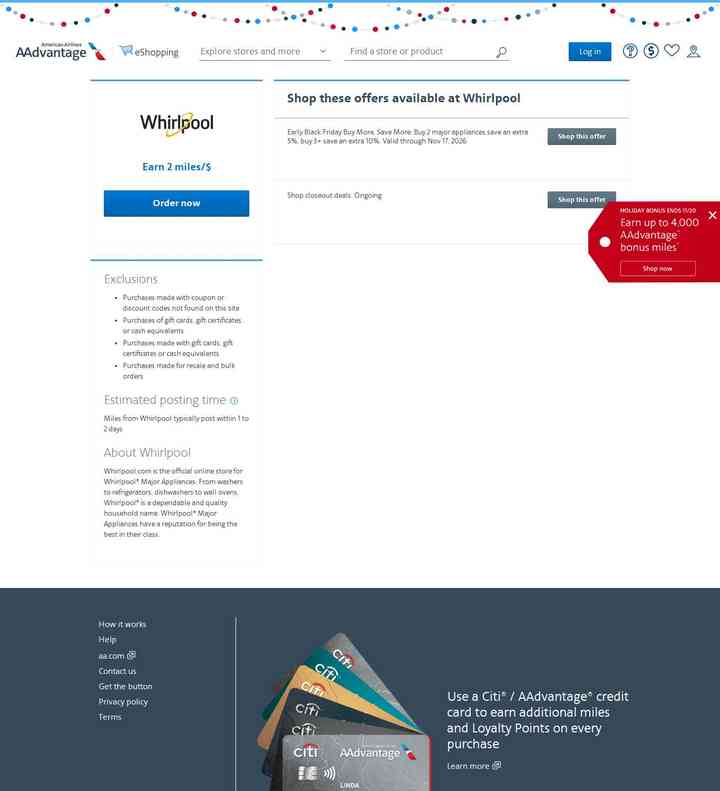 American Airlines
AAdvantage
eShopping
Explore stores and more
Find a store or product
Log in
Whirlpool
Earn 2 miles/$
Order now
Shop these offers available at Whirlpool
Early Black Friday Buy More, Save More: Buy 2 major appliances save an extra
5%, buy 3+ save an extra 10%. Valid through Nov 17, 2026
Shop this offer
Shop closeout deals. Ongoing
Shop this offer
HOLIDAY BONUS ENDS 11/20
Earn up to 4,000
AAdvantage®
bonus miles*
Shop now
Exclusions
• Purchases made with coupon or
discount codes not found on this site
• Purchases of gift cards, gift certificates
or cash equivalents
• Purchases made with gift cards, gift
certificates or cash equivalents
• Purchases made for resale and bulk
orders
Estimated posting time
Miles from Whirlpool typically post within 1 to
2 days
About Whirlpool
Whirlpool.com is the official online store for
Whirlpool® Major Appliances. From washers
to refrigerators, dishwashers to wall ovens,
Whirlpool® is a dependable and quality
household name. Whirlpool® Major
Appliances have a reputation for being the
best in their class.
How it works
Help
aa.com
Contact us
Get the button
Privacy policy
Terms
citi
citi
citi
citi
citi
citi
AAdvantage
LINDA
Use a Citi® / AAdvantage® credit
card to earn additional miles
and Loyalty Points on every
purchase
Learn more